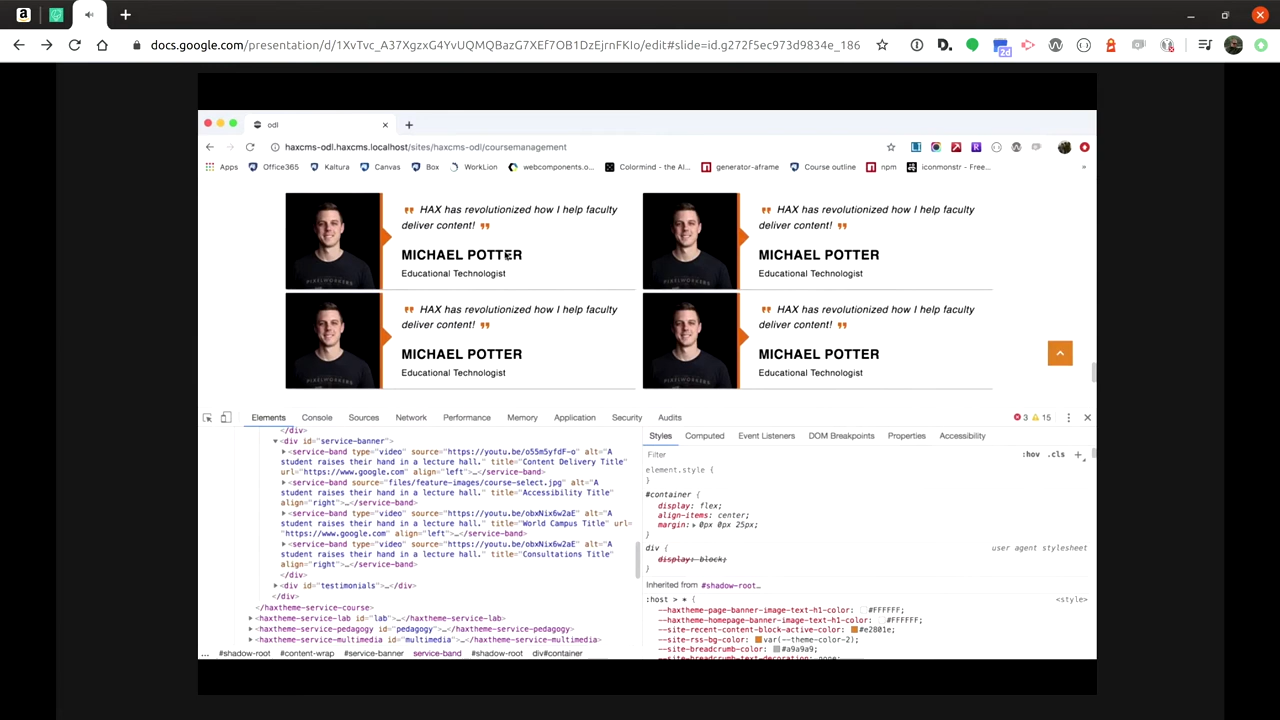 docs.google.com/presentation/d/1XvTvc_A37XgzxG4YvUQMQBazG7XEf7OB1DzEjrnFKIo/edit#slide=id.g272f5ec973d9834e_186
2d
odl
haxcms-odl.haxcms.localhost/sites/haxcms-odl/coursemanagement
Apps Office365 Kaltura Canvas Box WorkLion webcomponents.o... Colormind - the AI... generator-aframe Course outline npm iconmonstr - Free... »
HAX has revolutionized how I help faculty
deliver content!
MICHAEL POTTER
Educational Technologist
HAX has revolutionized how I help faculty
deliver content!
MICHAEL POTTER
Educational Technologist
HAX has revolutionized how I help faculty
deliver content!
MICHAEL POTTER
Educational Technologist
HAX has revolutionized how I help faculty
deliver content!
MICHAEL POTTER
Educational Technologist
Elements Console Sources Network Performance Memory Application Security Audits 3 15
</div>
<div id="service-banner">
<service-band type="video" source="https://youtu.be/o55m5yfdF-o" alt="A
student raises their hand in a lecture hall." title="Content Delivery Title"
url="https://www.google.com" align="left">…</service-band>
<service-band source="files/feature-images/course-select.jpg" alt="A
student raises their hand in a lecture hall." title="Accessibility Title"
align="right">…</service-band>
<service-band type="video" source="https://youtu.be/obxNix6w2aE" alt="A
student raises their hand in a lecture hall." title="World Campus Title" url=
"https://www.google.com" align="left">…</service-band>
<service-band type="video" source="https://youtu.be/obxNix6w2aE" alt="A
student raises their hand in a lecture hall." title="Consultations Title"
align="right">…</service-band>
</div>
<div id="testimonials">…</div>
</div>
</haxtheme-service-course>
<haxtheme-service-lab id="lab">…</haxtheme-service-lab>
<haxtheme-service-pedagogy id="pedagogy">…</haxtheme-service-pedagogy>
<haxtheme-service-multimedia id="multimedia">…</haxtheme-service-multimedia>
... #shadow-root #content-wrap #service-banner service-band #shadow-root div#container
Styles Computed Event Listeners DOM Breakpoints Properties Accessibility
Filter :hov .cls +
element.style {
}
#container {
display: flex;
align-items: center;
margin: 0px 0px 25px;
}
div { user agent stylesheet
display: block;
}
Inherited from #shadow-root…
:host > * { <style>
--haxtheme-page-banner-image-text-h1-color: #FFFFFF;
--haxtheme-homepage-banner-image-text-h1-color: #FFFFFF;
--site-recent-content-block-active-color: #e2801e;
--site-rss-bg-color: var(--theme-color-2);
--site-breadcrumb-color: #a9a9a9;
--site-breadcrumb-text-decoration: none;